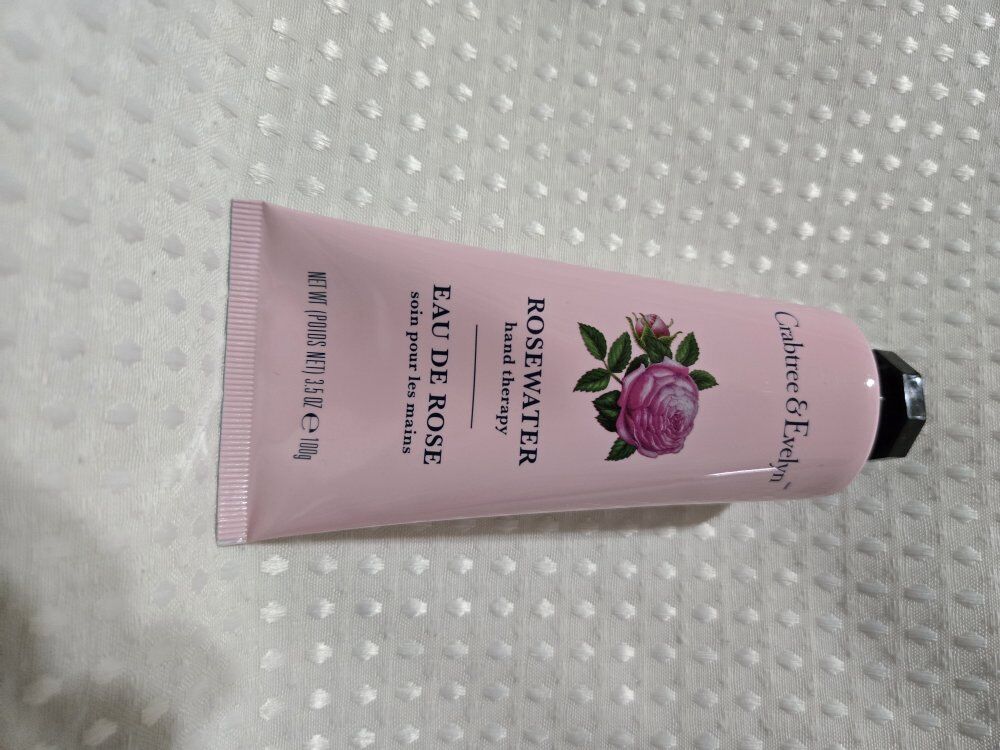 Crabtree & Evelyn
ROSEWATER
hand therapy
EAU DE ROSE
soin pour les mains
NET WT (POIDS NET) 3.5 OZ ℮ 100g